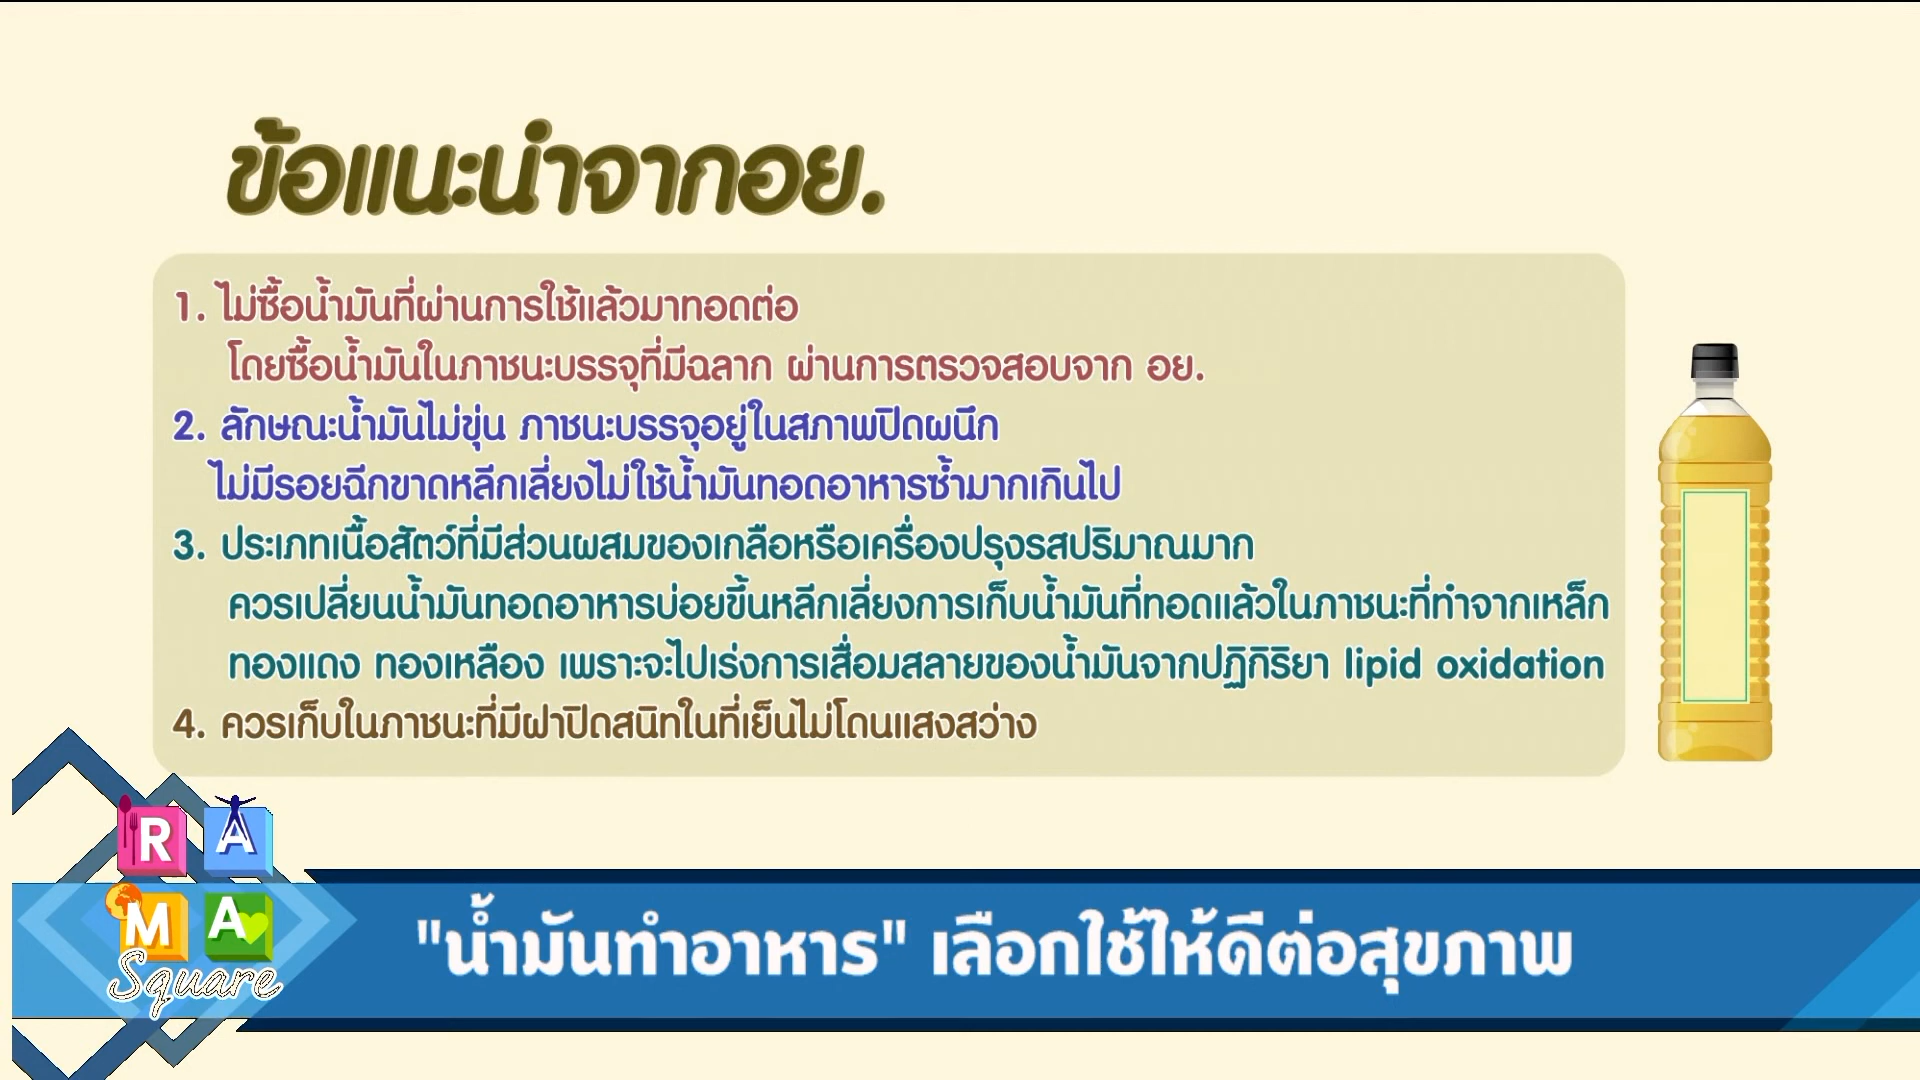 ข้อแนะนำจากอย.
1. ไม่ซื้อน้ำมันที่ผ่านการใช้แล้วมาทอดต่อ
โดยซื้อน้ำมันในภาชนะบรรจุที่มีฉลาก ผ่านการตรวจสอบจาก อย.
2. ลักษณะน้ำมันไม่ขุ่น ภาชนะบรรจุอยู่ในสภาพปิดผนึก
ไม่มีรอยฉีกขาดหลีกเลี่ยงไม่ใช้น้ำมันทอดอาหารซ้ำมากเกินไป
3. ประเภทเนื้อสัตว์ที่มีส่วนผสมของเกลือหรือเครื่องปรุงรสปริมาณมาก
ควรเปลี่ยนน้ำมันทอดอาหารบ่อยขึ้นหลีกเลี่ยงการเก็บน้ำมันที่ทอดแล้วในภาชนะที่ทำจากเหล็ก
ทองแดง ทองเหลือง เพราะจะไปเร่งการเสื่อมสลายของน้ำมันจากปฏิกิริยา lipid oxidation
4. ควรเก็บในภาชนะที่มีฝาปิดสนิทในที่เย็นไม่โดนแสงสว่าง
RA
MA
Square
"น้ำมันทำอาหาร" เลือกใช้ให้ดีต่อสุขภาพ